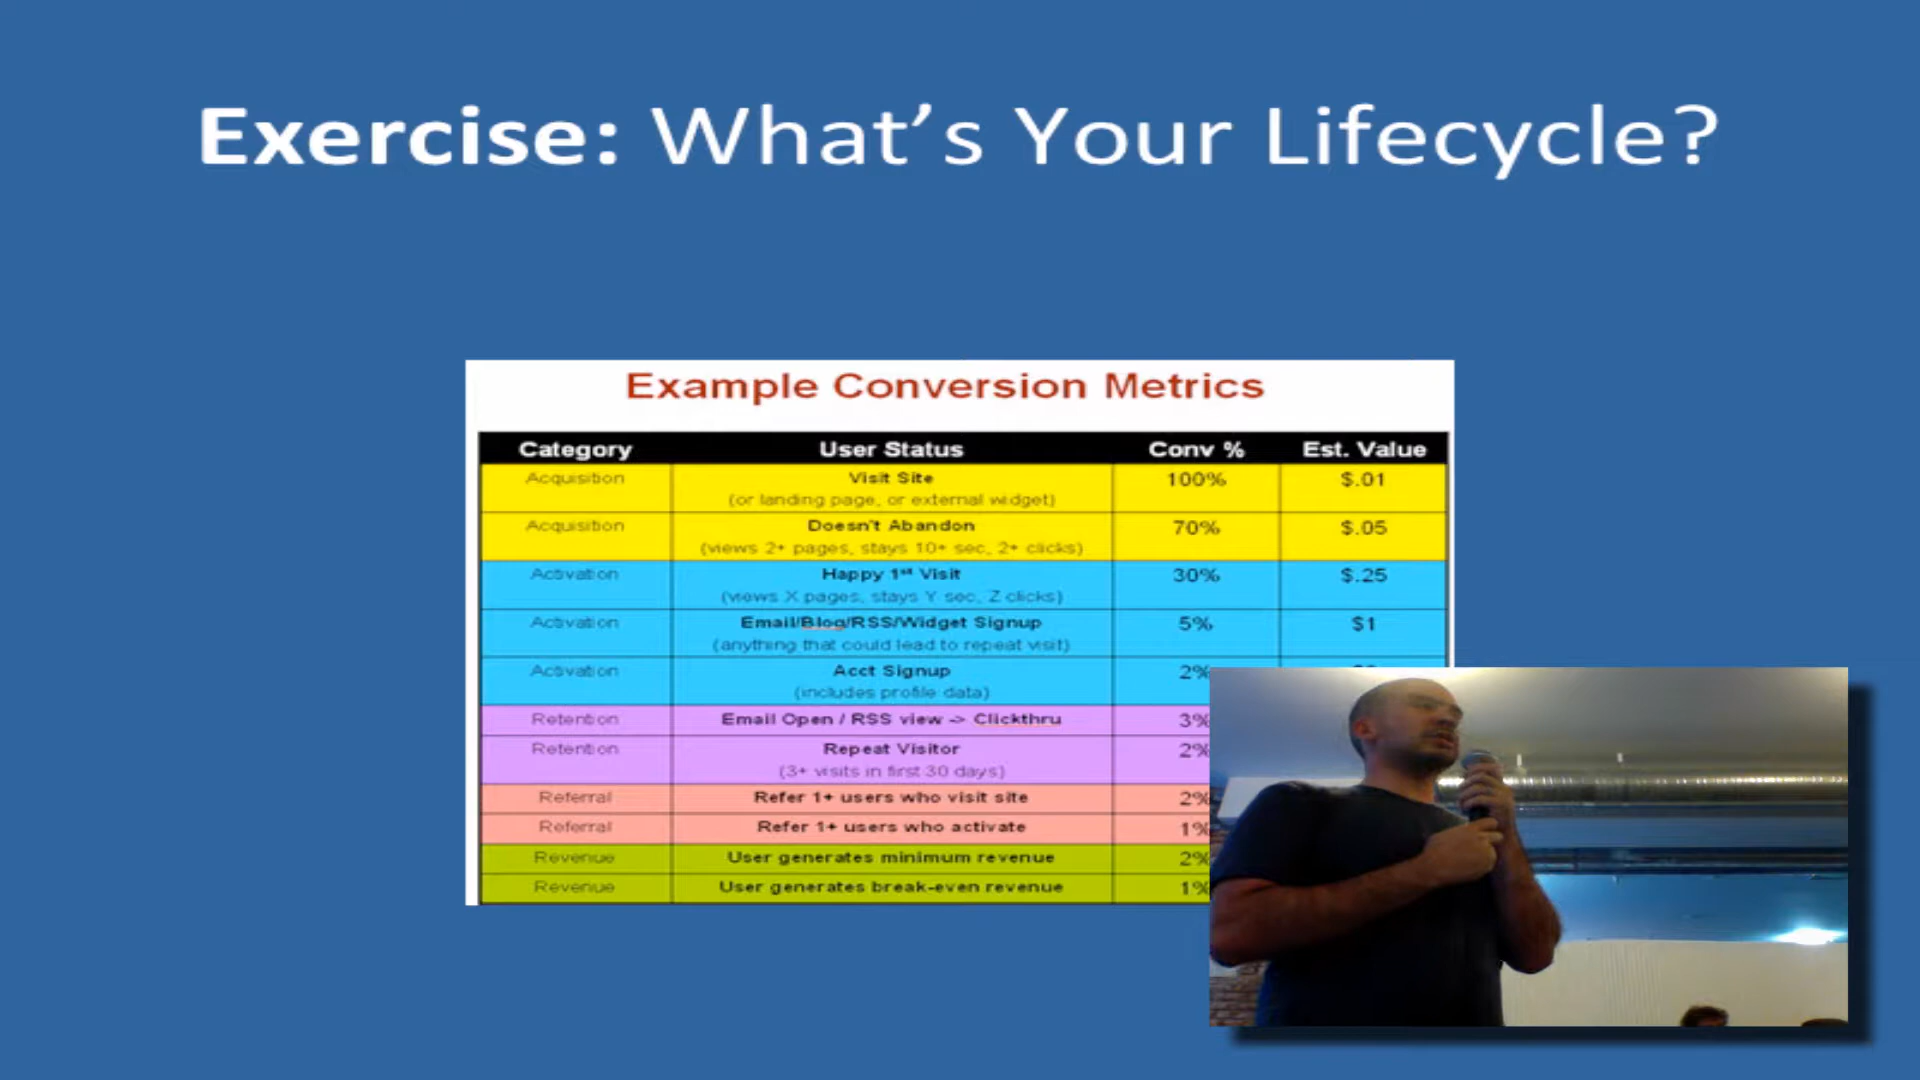 Exercise: What's Your Lifecycle?
Example Conversion Metrics
Category User Status Conv % Est. Value
Acquisition Visit Site 100% $.01
(or landing page, or external widget)
Acquisition Doesn't Abandon 70% $.05
(views 2+ pages, stays 10+ sec, 2+ clicks)
Activation Happy 1st Visit 30% $.25
(views X pages, stays Y sec, Z clicks)
Activation Email/Blog/RSS/Widget Signup 5% $1
(anything that could lead to repeat visit)
Activation Acct Signup 2%
(includes profile data)
Retention Email Open / RSS view -> Clickthru 3%
Retention Repeat Visitor 2%
(3+ visits in first 30 days)
Referral Refer 1+ users who visit site 2%
Referral Refer 1+ users who activate 1%
Revenue User generates minimum revenue 2%
Revenue User generates break-even revenue 1%